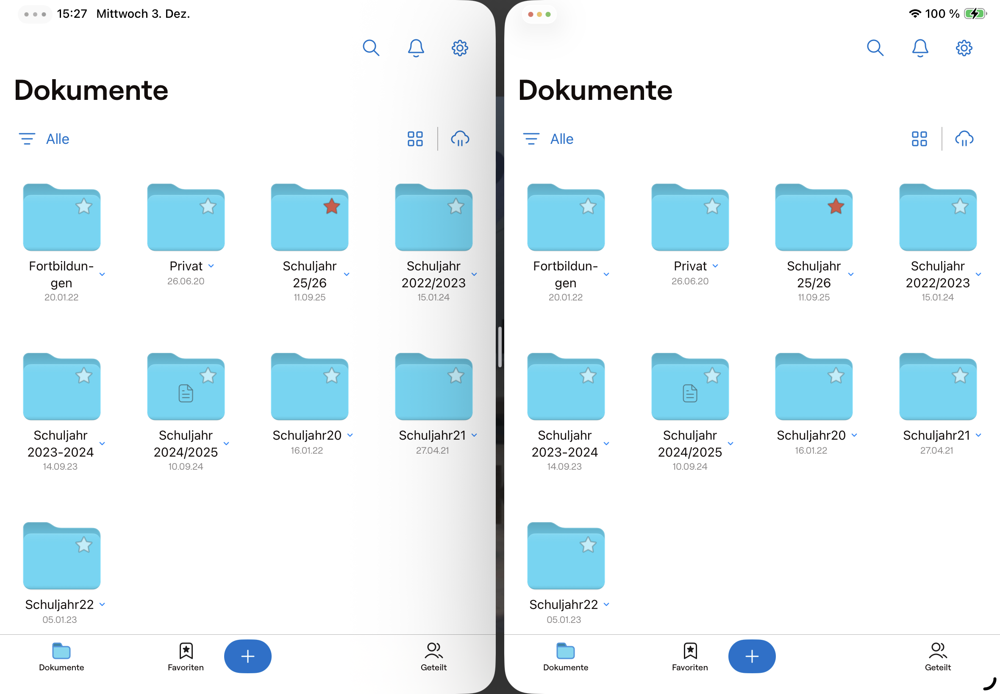 15:27 Mittwoch 3. Dez.
100 %
Dokumente
Alle
Fortbildun-
gen
20.01.22
Privat
26.06.20
Schuljahr
25/26
11.09.25
Schuljahr
2022/2023
15.01.24
Schuljahr
2023-2024
14.09.23
Schuljahr
2024/2025
10.09.24
Schuljahr20
16.01.22
Schuljahr21
27.04.21
Schuljahr22
05.01.23
Dokumente
Favoriten
Geteilt
Dokumente
Alle
Fortbildun-
gen
20.01.22
Privat
26.06.20
Schuljahr
25/26
11.09.25
Schuljahr
2022/2023
15.01.24
Schuljahr
2023-2024
14.09.23
Schuljahr
2024/2025
10.09.24
Schuljahr20
16.01.22
Schuljahr21
27.04.21
Schuljahr22
05.01.23
Dokumente
Favoriten
Geteilt